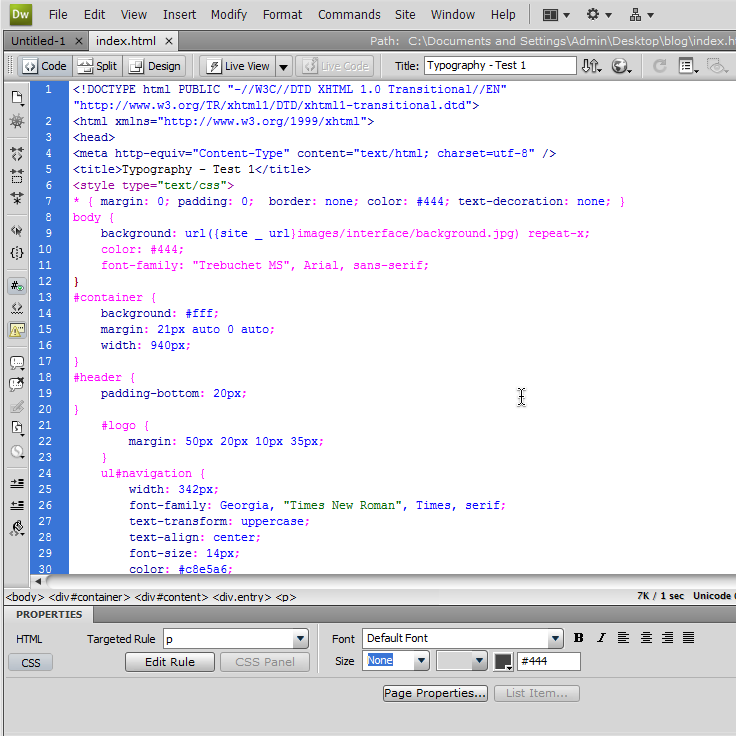 Dw File Edit View Insert Modify Format Commands Site Window Help
Untitled-1 × index.html × Path: C:\Documents and Settings\Admin\Desktop\blog\index.h
Code Split Design Live View Live Code Title: Typography - Test 1
1 <!DOCTYPE html PUBLIC "-//W3C//DTD XHTML 1.0 Transitional//EN"
"http://www.w3.org/TR/xhtml1/DTD/xhtml1-transitional.dtd">
2 <html xmlns="http://www.w3.org/1999/xhtml">
3 <head>
4 <meta http-equiv="Content-Type" content="text/html; charset=utf-8" />
5 <title>Typography - Test 1</title>
6 <style type="text/css">
7 * { margin: 0; padding: 0;  border: none; color: #444; text-decoration: none; }
8 body {
9 background: url({site _ url}images/interface/background.jpg) repeat-x;
10 color: #444;
11 font-family: "Trebuchet MS", Arial, sans-serif;
12 }
13 #container {
14 background: #fff;
15 margin: 21px auto 0 auto;
16 width: 940px;
17 }
18 #header {
19 padding-bottom: 20px;
20 }
21 #logo {
22 margin: 50px 20px 10px 35px;
23 }
24 ul#navigation {
25 width: 342px;
26 font-family: Georgia, "Times New Roman", Times, serif;
27 text-transform: uppercase;
28 text-align: center;
29 font-size: 14px;
30 color: #c8e5a6;
<body> <div#container> <div#content> <div.entry> <p> 7K / 1 sec Unicode
PROPERTIES
HTML Targeted Rule p Font Default Font B I
CSS Edit Rule CSS Panel Size None #444
Page Properties... List Item...